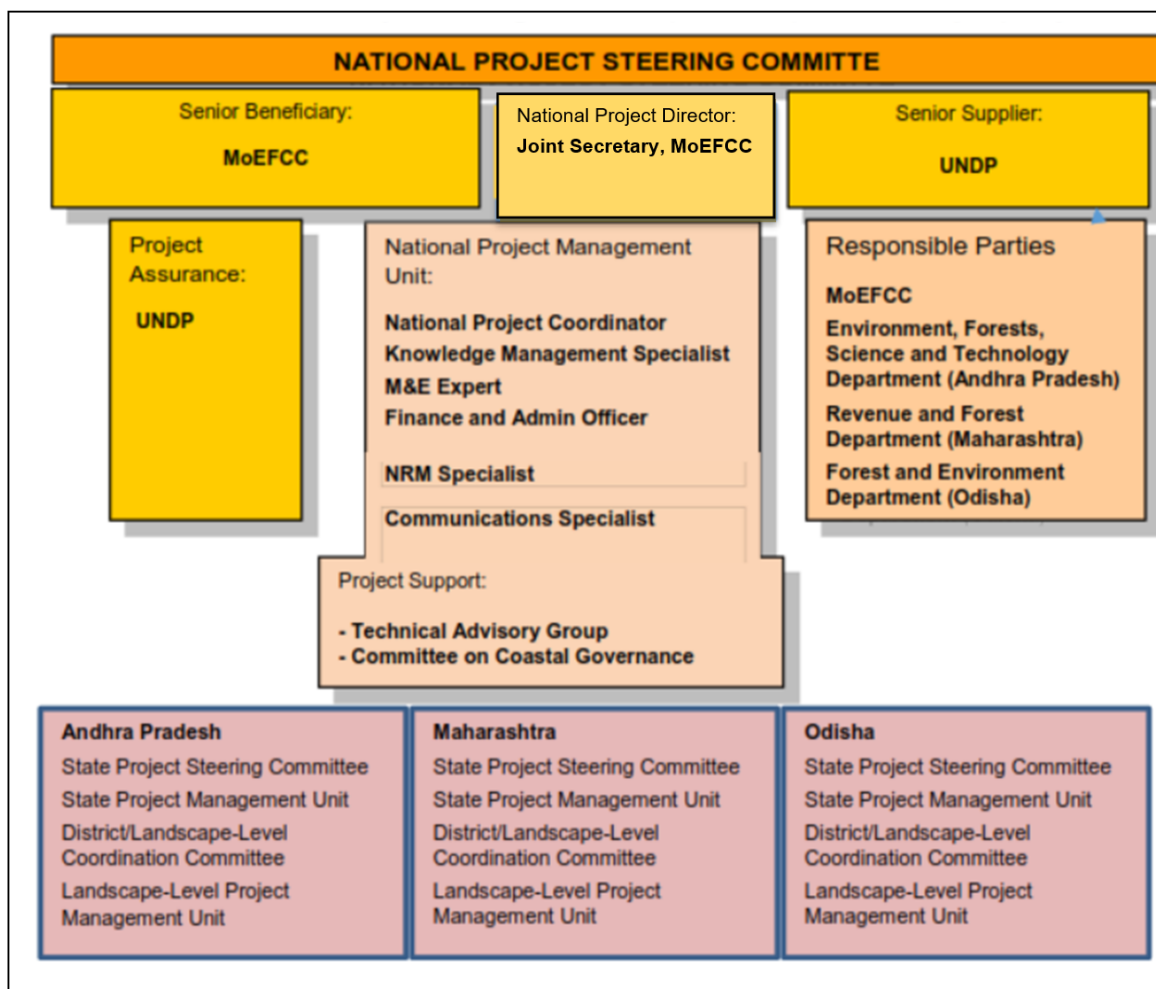 NATIONAL PROJECT STEERING COMMITTE
Senior Beneficiary:
MoEFCC
National Project Director:
Joint Secretary, MoEFCC
Senior Supplier:
UNDP
Project
Assurance:
UNDP
National Project Management
Unit:
National Project Coordinator
Knowledge Management Specialist
M&E Expert
Finance and Admin Officer
NRM Specialist
Communications Specialist
Responsible Parties
MoEFCC
Environment, Forests,
Science and Technology
Department (Andhra Pradesh)
Revenue and Forest
Department (Maharashtra)
Forest and Environment
Department (Odisha)
Project Support:
- Technical Advisory Group
- Committee on Coastal Governance
Andhra Pradesh
State Project Steering Committee
State Project Management Unit
District/Landscape-Level
Coordination Committee
Landscape-Level Project
Management Unit
Maharashtra
State Project Steering Committee
State Project Management Unit
District/Landscape-Level
Coordination Committee
Landscape-Level Project
Management Unit
Odisha
State Project Steering Committee
State Project Management Unit
District/Landscape-Level
Coordination Committee
Landscape-Level Project
Management Unit